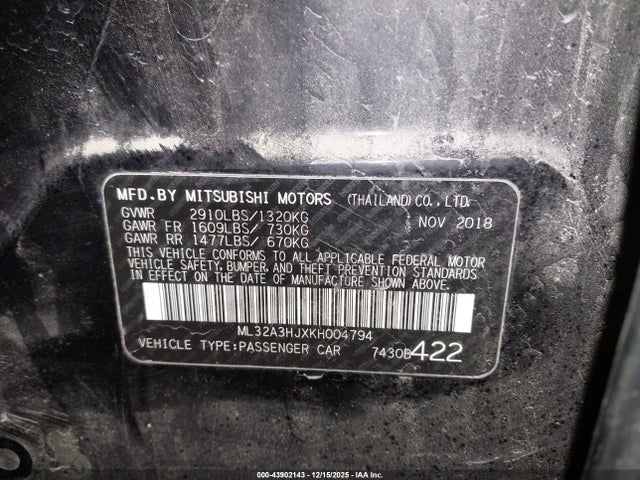 MFD.BY MITSUBISHI MOTORS (THAILAND) CO., LTD.
GVWR 2910LBS/1320KG NOV 2018
GAWR FR 1609LBS/ 730KG
GAWR RR 1477LBS/ 670KG
THIS VEHICLE CONFORMS TO ALL APPLICABLE FEDERAL MOTOR
VEHICLE SAFETY, BUMPER, AND THEFT PREVENTION STANDARDS
IN EFFECT ON THE DATE OF MANUFACTURE SHOWN ABOVE.
ML32A3HJXKH004794
VEHICLE TYPE:PASSENGER CAR 7430B422
000-43902143 - 12/15/2025 - IAA Inc.